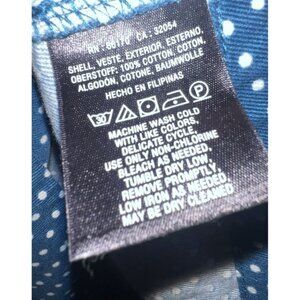 CA : 32054
SHELL, VESTE, EXTERIOR, ESTERNO,
OBERSTOFF: 100% COTTON, COTON,
ALGODÓN, COTONE, BAUMWOLLE
HECHO EN FILIPINAS
MACHINE WASH COLD
WITH LIKE COLORS,
DELICATE CYCLE,
USE ONLY NON-CHLORINE
BLEACH AS NEEDED,
TUMBLE DRY LOW,
REMOVE PROMPTLY,
LOW IRON AS NEEDED
MAY BE DRY CLEANED